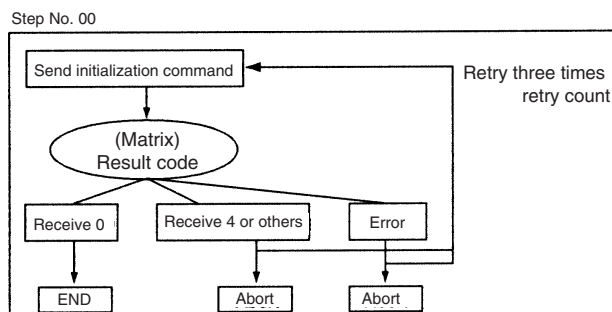 Step No. 00
Send initialization command
Retry three times
retry count
(Matrix)
Result code
Receive 0
Receive 4 or others
Error
END
Abort
Abort